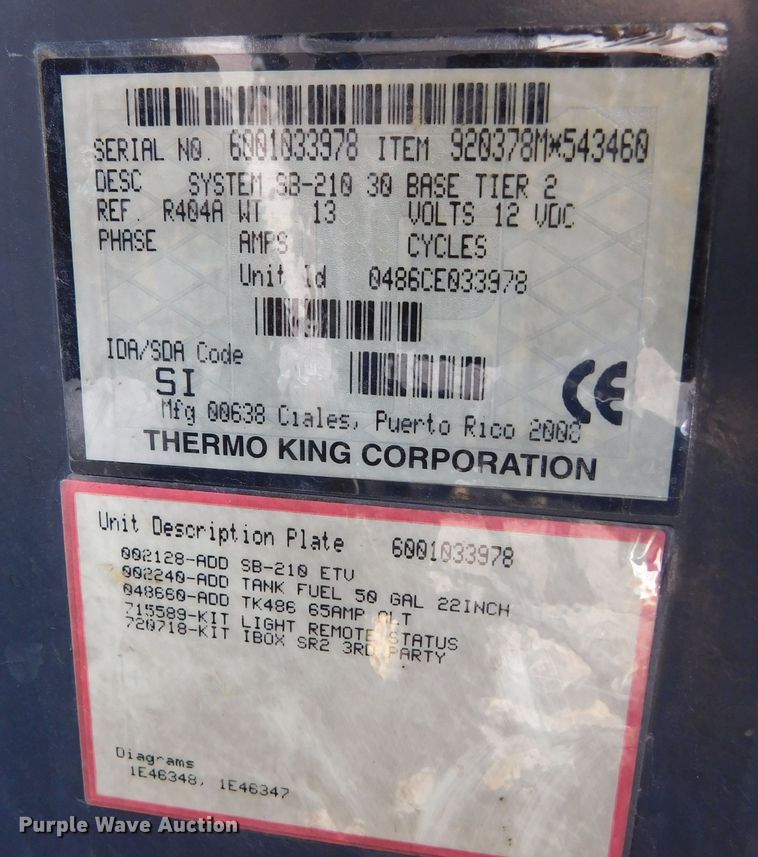 SERIAL NO. 6001033978 ITEM 920378M*543460
DESC SYSTEM SB-210 30 BASE TIER 2
REF. R404A WT 13 VOLTS 12 VDC
PHASE AMPS CYCLES
Unit Id 0486CE033978
IDA/SDA Code
SI
CE
Mfg 00638 Ciales, Puerto Rico
THERMO KING CORPORATION
Unit Description Plate 6001033978
002128-ADD SB-210 ETV
002240-ADD TANK FUEL 50 GAL 22INCH
048660-ADD TK486 65AMP ALT
715589-KIT LIGHT REMOTE STATUS
720718-KIT IBOX SR2 3RD PARTY
Diagrams
1E46348, 1E46347
Purple Wave Auction